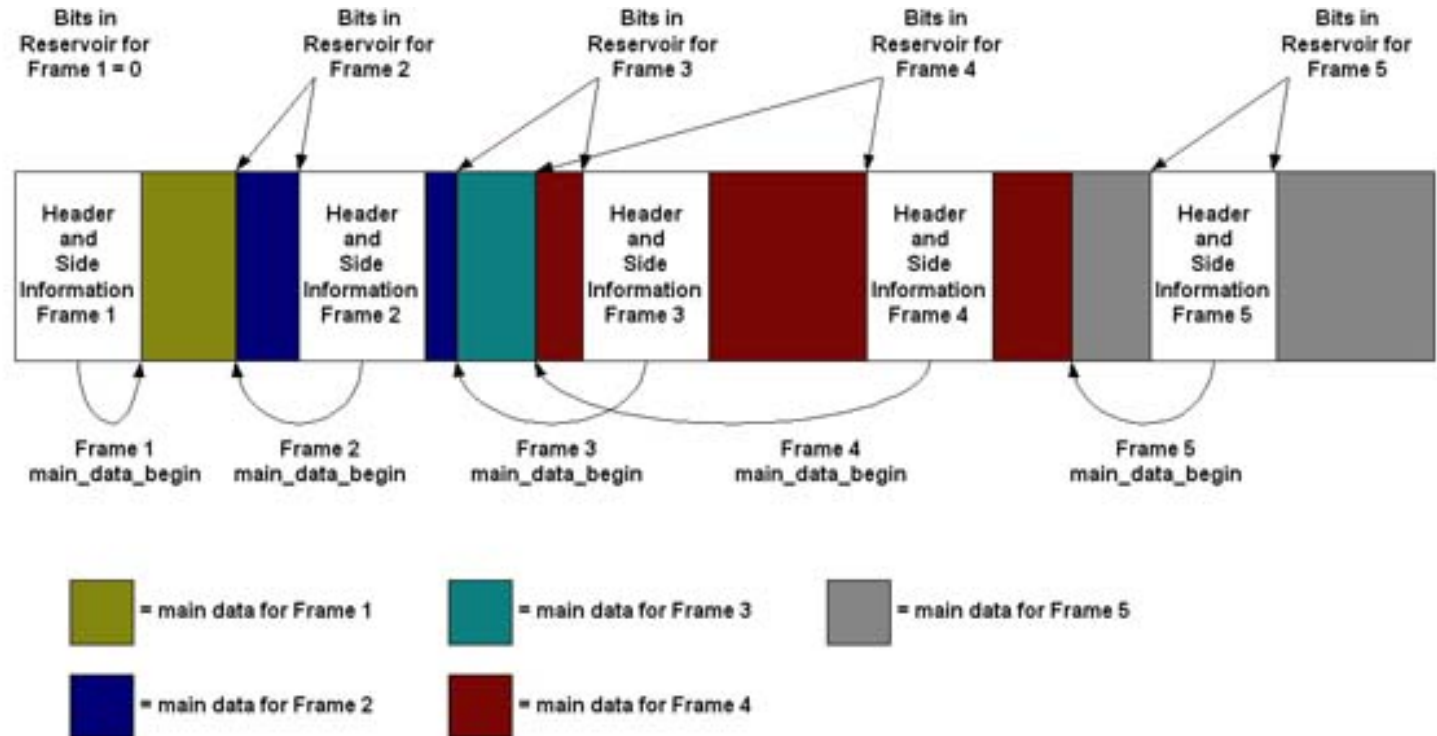 Bits in
Reservoir for
Frame 1 = 0
Bits in
Reservoir for
Frame 2
Bits in
Reservoir for
Frame 3
Bits in
Reservoir for
Frame 4
Bits in
Reservoir for
Frame 5
Header
and
Side
Information
Frame 1
Header
and
Side
Information
Frame 2
Header
and
Side
Information
Frame 3
Header
and
Side
Information
Frame 4
Header
and
Side
Information
Frame 5
Frame 1
main_data_begin
Frame 2
main_data_begin
Frame 3
main_data_begin
Frame 4
main_data_begin
Frame 5
main_data_begin
= main data for Frame 1
= main data for Frame 3
= main data for Frame 5
= main data for Frame 2
= main data for Frame 4